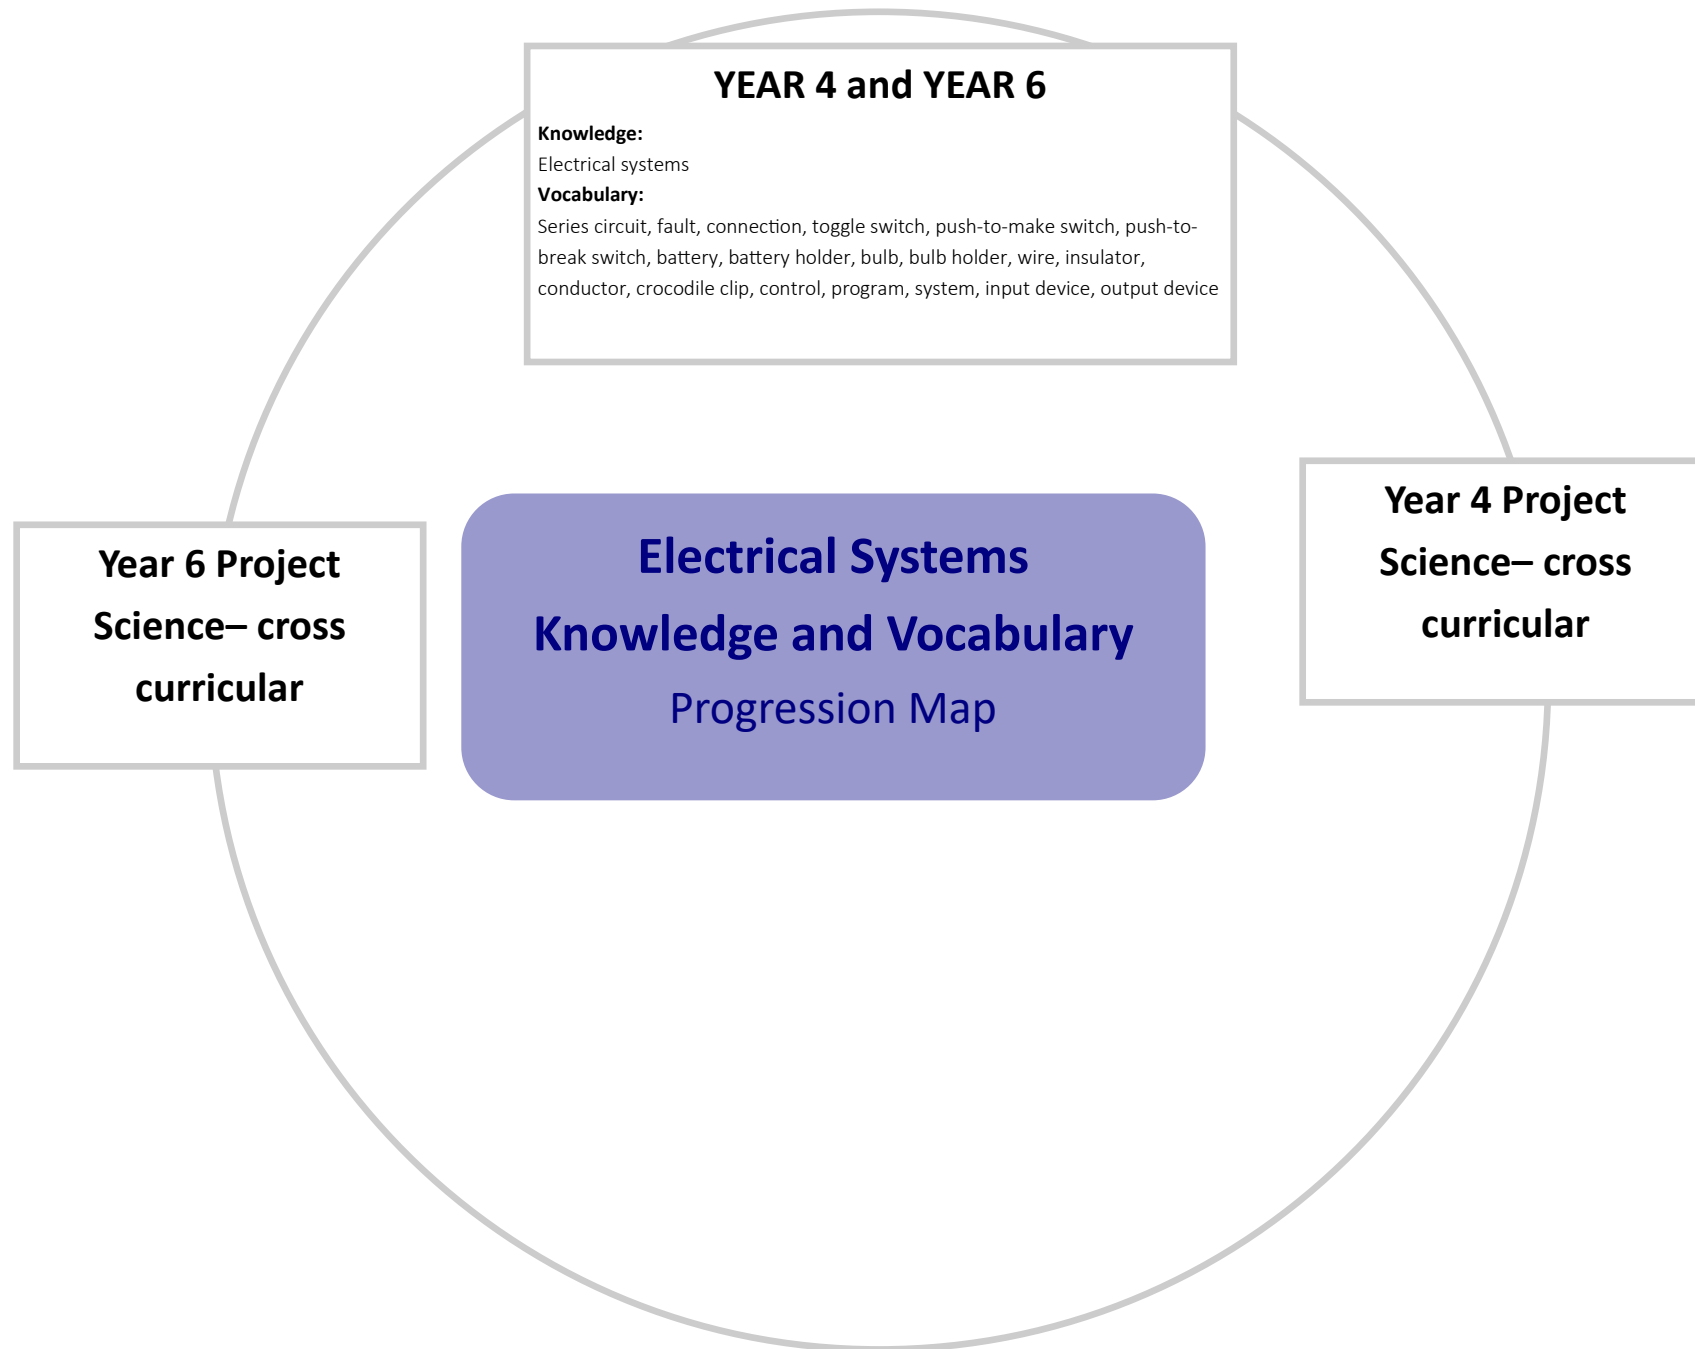 YEAR 4 and YEAR 6
Knowledge:
Electrical systems
Vocabulary:
Series circuit, fault, connection, toggle switch, push-to-make switch, push-to-
break switch, battery, battery holder, bulb, bulb holder, wire, insulator,
conductor, crocodile clip, control, program, system, input device, output device
Year 4 Project
Science– cross
curricular
Year 6 Project
Science– cross
curricular
Electrical Systems
Knowledge and Vocabulary
Progression Map